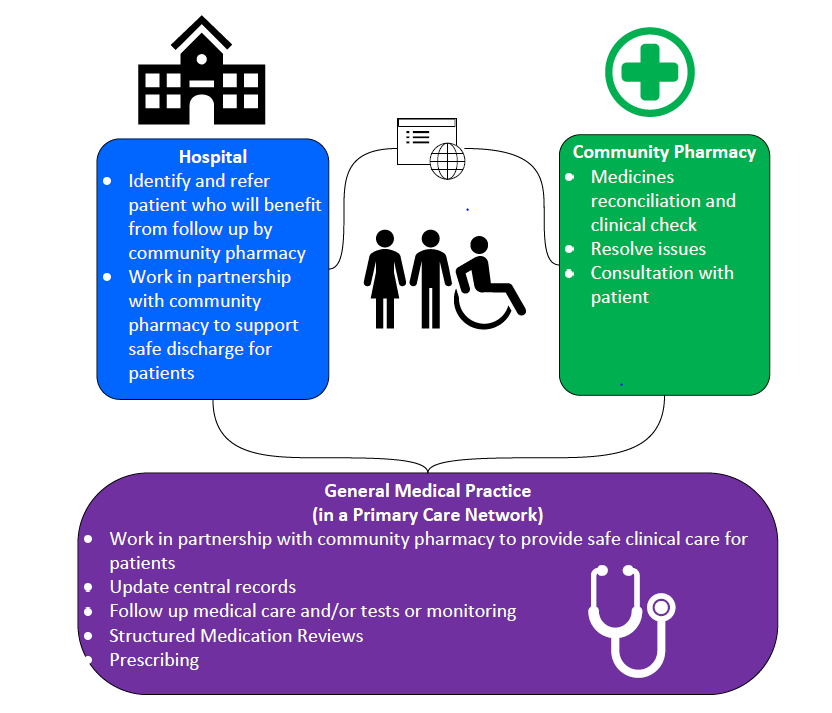 Hospital
• Identify and refer
patient who will benefit
from follow up by
community pharmacy
• Work in partnership
with community
pharmacy to support
safe discharge for
patients
Community Pharmacy
• Medicines
reconciliation and
clinical check
• Resolve issues
• Consultation with
patient
General Medical Practice
(in a Primary Care Network)
• Work in partnership with community pharmacy to provide safe clinical care for
patients
• Update central records
• Follow up medical care and/or tests or monitoring
• Structured Medication Reviews
• Prescribing